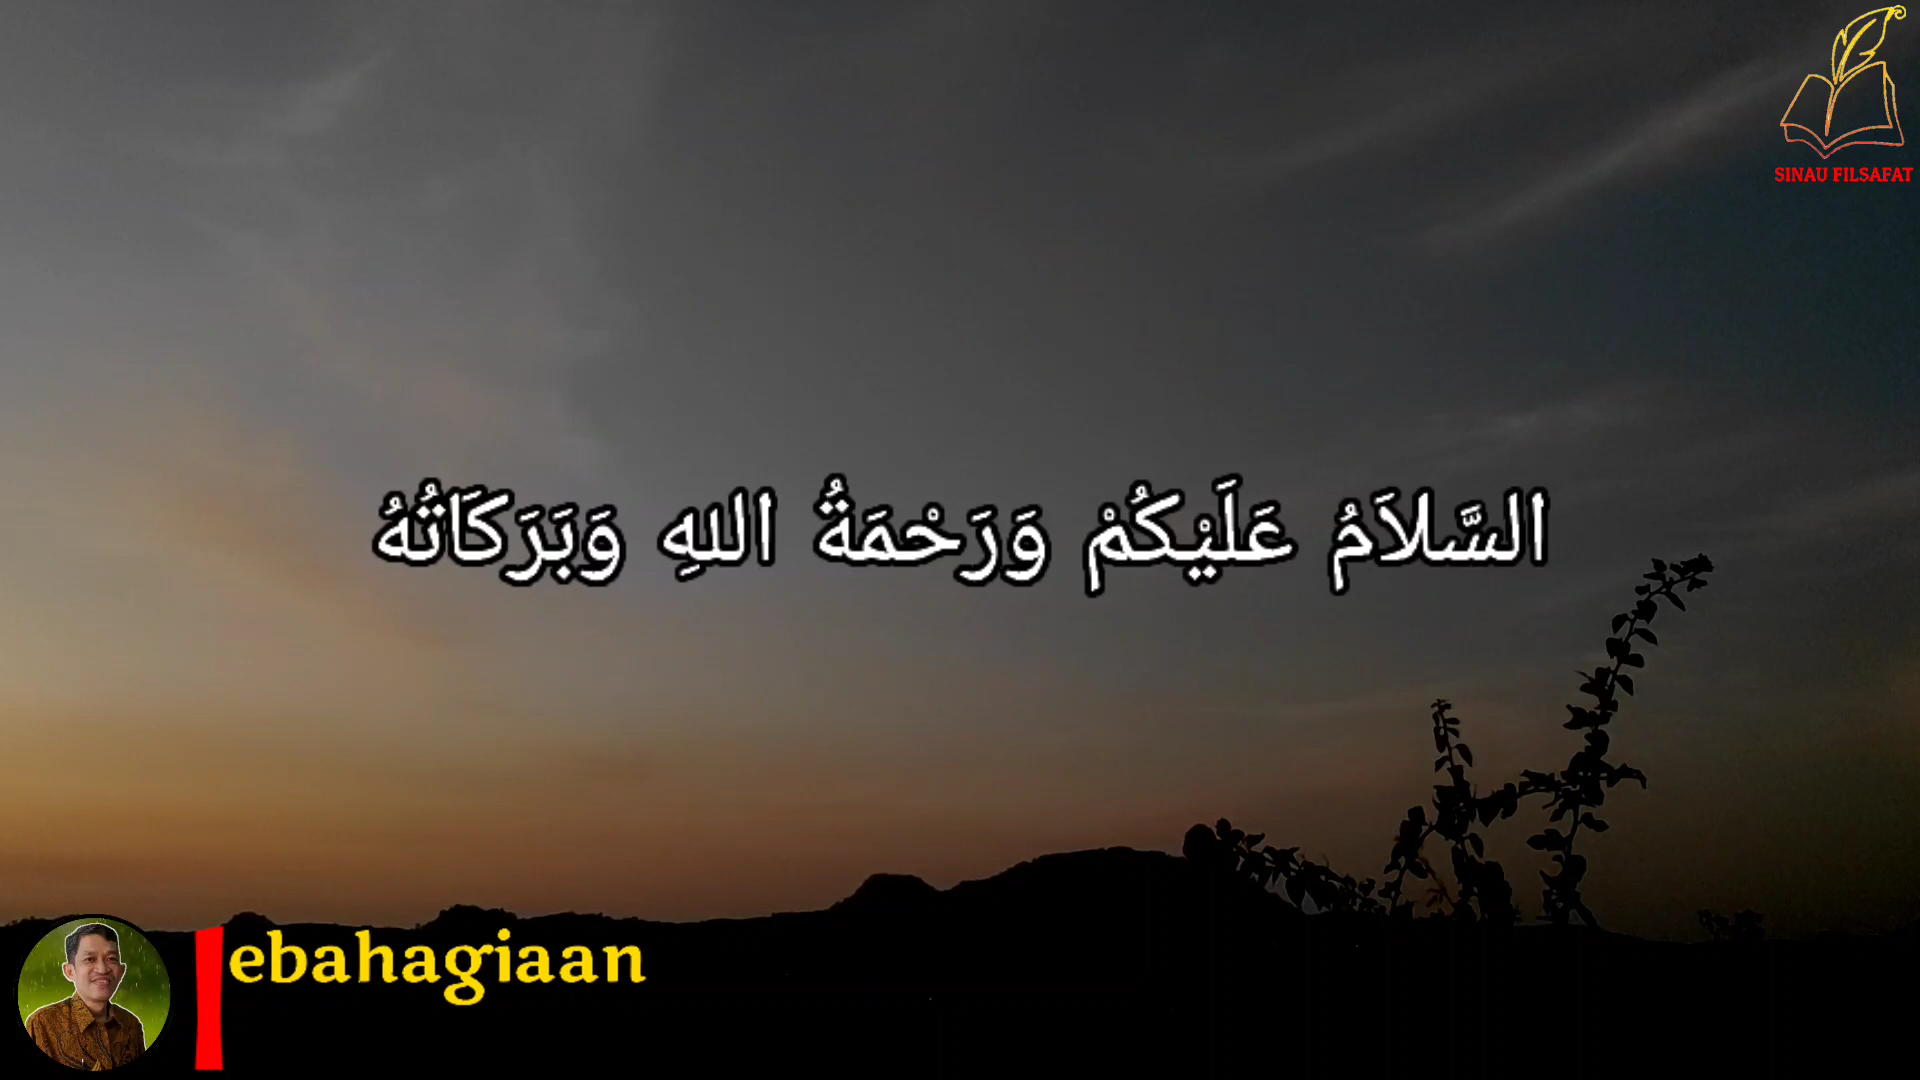 SINAU FILSAFAT
السَّلاَمُ عَلَيْكُمْ وَرَحْمَةُ اللهِ وَبَرَكَاتُهُ
ebahagiaan